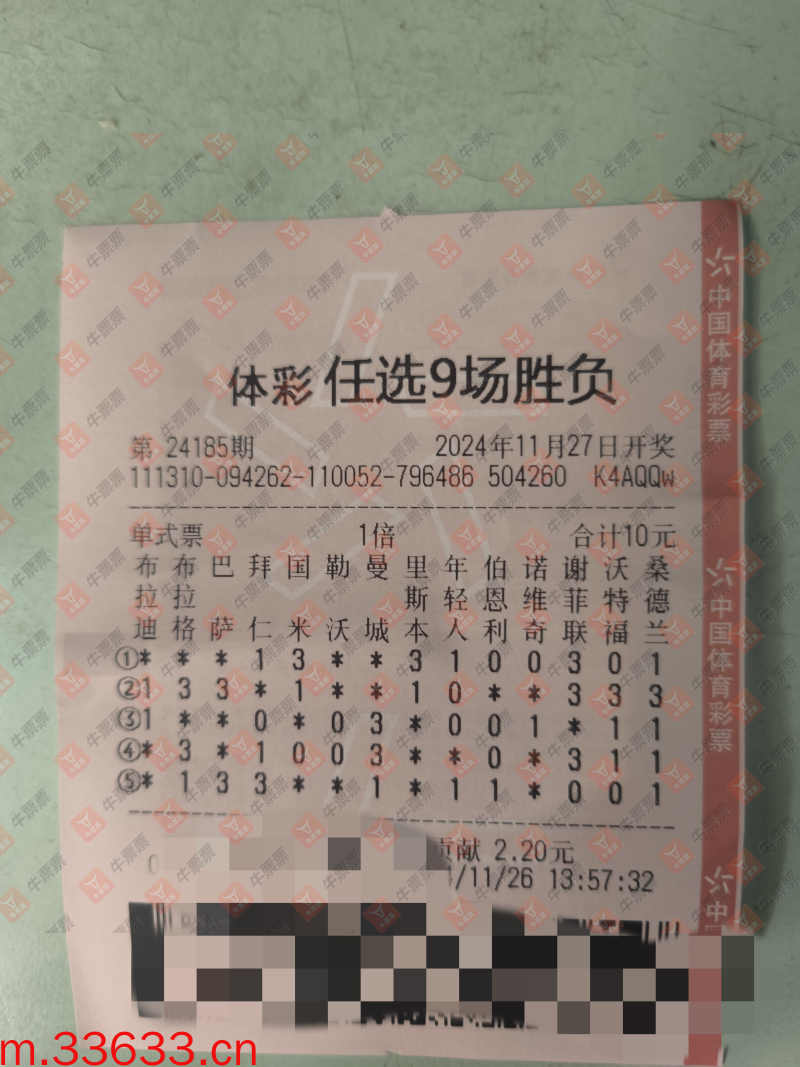 体彩 任选9场胜负
第 24185期 2024年11月27日开奖
111310-094262-110052-796486 504260 K4AQQw
单式票 1倍 合计10元
布 布 巴 拜 国 勒 曼 里 年 伯 诺 谢 沃 桑
拉 拉 斯 轻 恩 维 菲 特 德
迪 格 萨 仁 米 沃 城 本 人 利 奇 联 福 兰
①* * * 1 3 * * 3 1 0 0 3 0 1
②1 3 3 * 1 * * 1 0 * * 3 3 3
③1 * * 0 * 0 3 * 0 0 1 * 1 1
④* 3 * 1 0 0 3 * * 0 * 3 1 1
⑤* 1 3 3 * * 1 * 1 1 * 0 0 1
贡献 2.20元
/11/26 13:57:32
中国体育彩票
中国体育彩票
中
牛票票
m.33633.cn